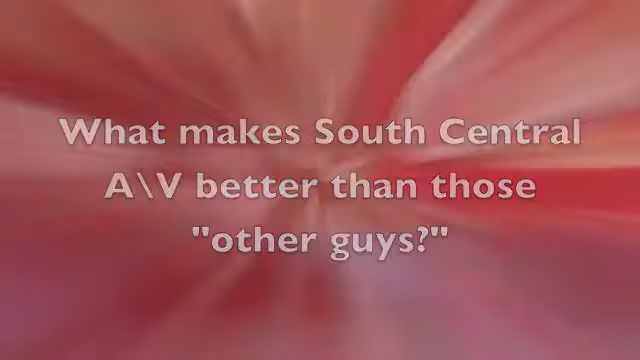 What makes South Central
A\V better than those
"other guys?"